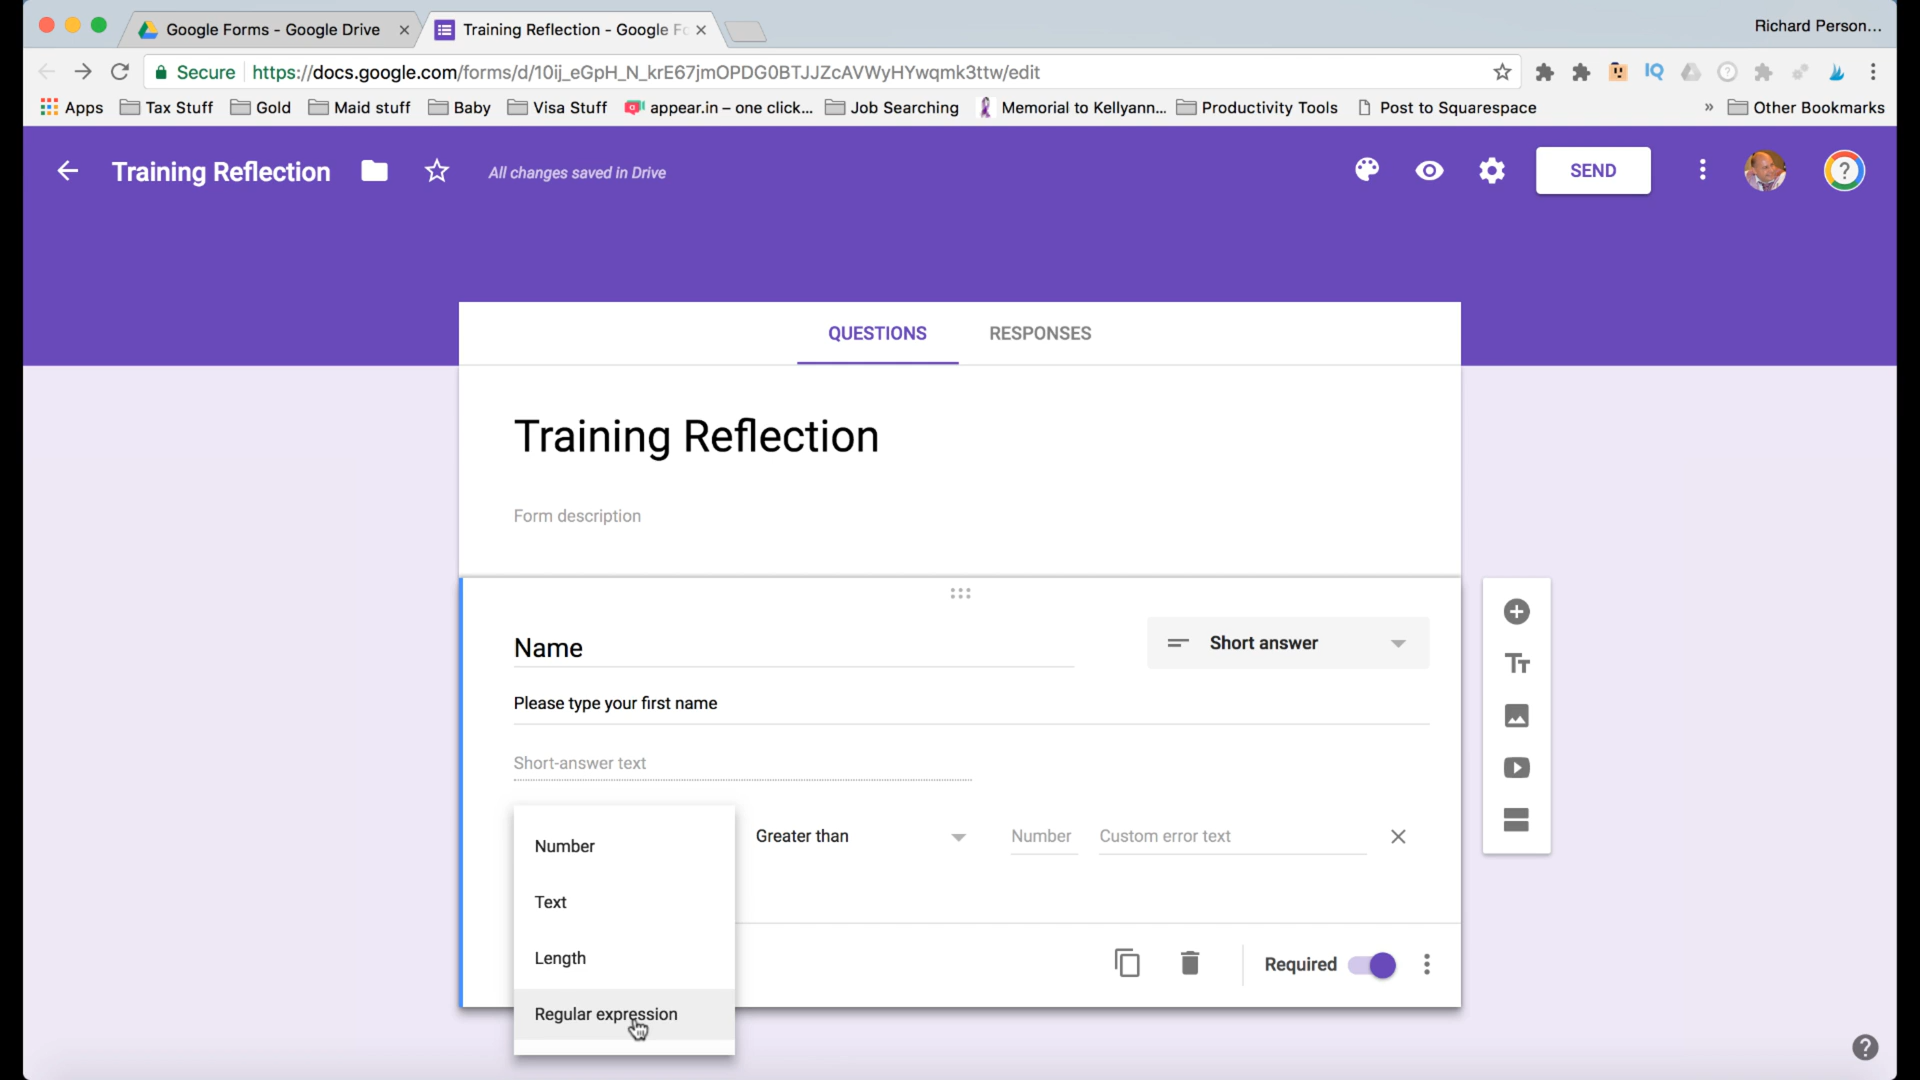 Google Forms - Google Drive
Training Reflection - Google Fo
Richard Person...
Secure
https://docs.google.com/forms/d/10ij_eGpH_N_krE67jmOPDG0BTJJZcAVWyHYwqmk3ttw/edit
IQ
Apps
Tax Stuff
Gold
Maid stuff
Baby
Visa Stuff
appear.in – one click...
Job Searching
Memorial to Kellyann...
Productivity Tools
Post to Squarespace
»
Other Bookmarks
Training Reflection
All changes saved in Drive
SEND
?
QUESTIONS
RESPONSES
Training Reflection
Form description
Name
Short answer
Please type your first name
Short-answer text
Number
Greater than
Number
Custom error text
Text
Length
Required
Regular expression
Tт
?